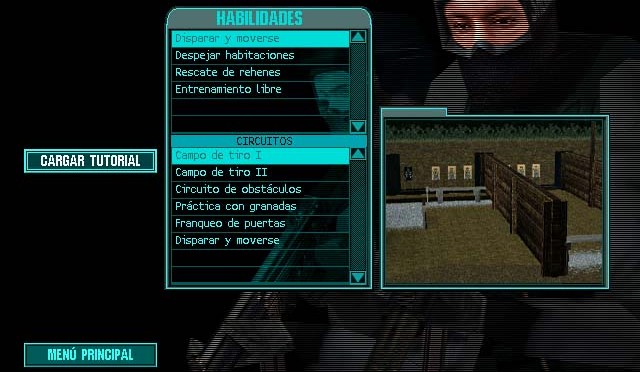 HABILIDADES
Disparar y moverse
Despejar habitaciones
Rescate de rehenes
Entrenamiento libre
CIRCUITOS
Campo de tiro I
Campo de tiro II
Circuito de obstáculos
Práctica con granadas
Franqueo de puertas
Disparar y moverse
CARGAR TUTORIAL
MENÚ PRINCIPAL